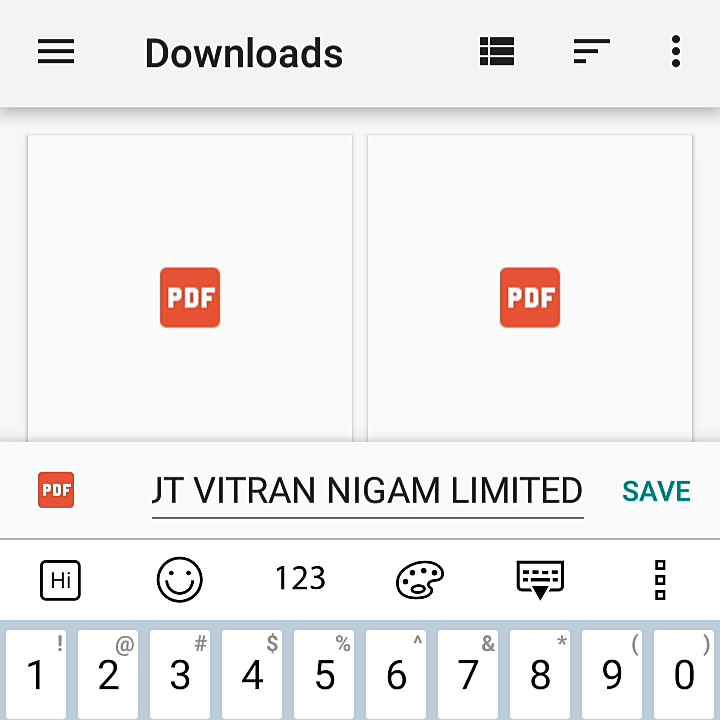 Downloads
PDF PDF
PDF JT VITRAN NIGAM LIMITED SAVE
Hi 123
! @ # $ % ^ & * ( )
1 2 3 4 5 6 7 8 9 0